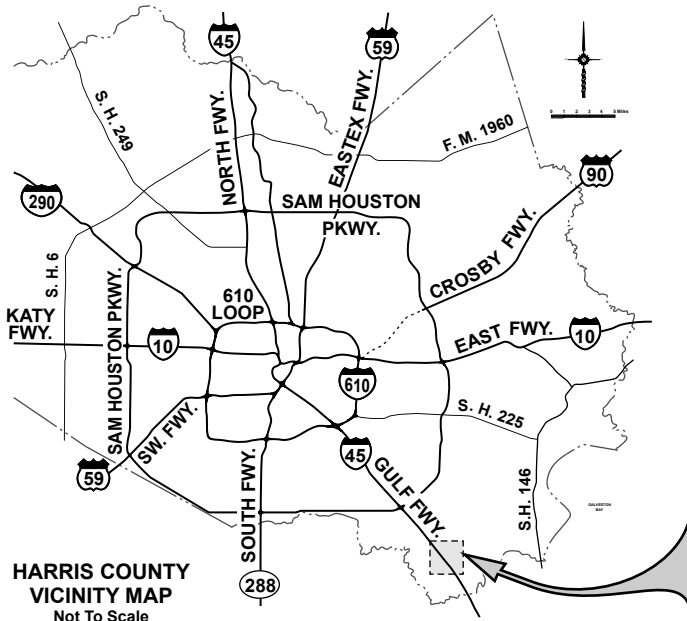 45
59
S. H. 249
NORTH FWY.
EASTEX FWY.
F. M. 1960
0 1 2 3 4 5 Miles
290
90
SAM HOUSTON
PKWY.
S. H. 6
CROSBY FWY.
610
LOOP
KATY
FWY.
SAM HOUSTON PKWY.
10
EAST FWY.
10
610
S. H. 225
SW. FWY.
45
59
GULF FWY.
S.H. 146
GALVESTON
BAY
SOUTH FWY.
288
HARRIS COUNTY
VICINITY MAP
Not To Scale